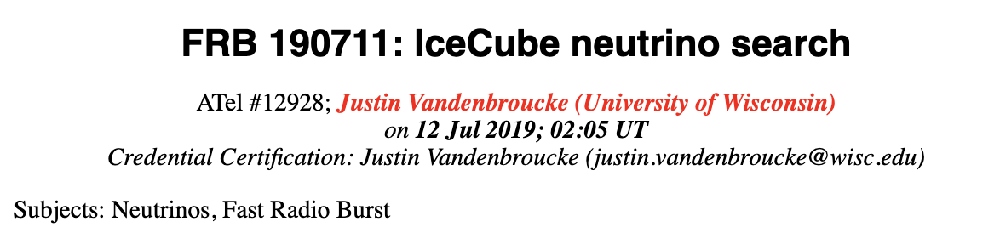 FRB 190711: IceCube neutrino search
ATel #12928; Justin Vandenbroucke (University of Wisconsin)
on 12 Jul 2019; 02:05 UT
Credential Certification: Justin Vandenbroucke (justin.vandenbroucke@wisc.edu)
Subjects: Neutrinos, Fast Radio Burst